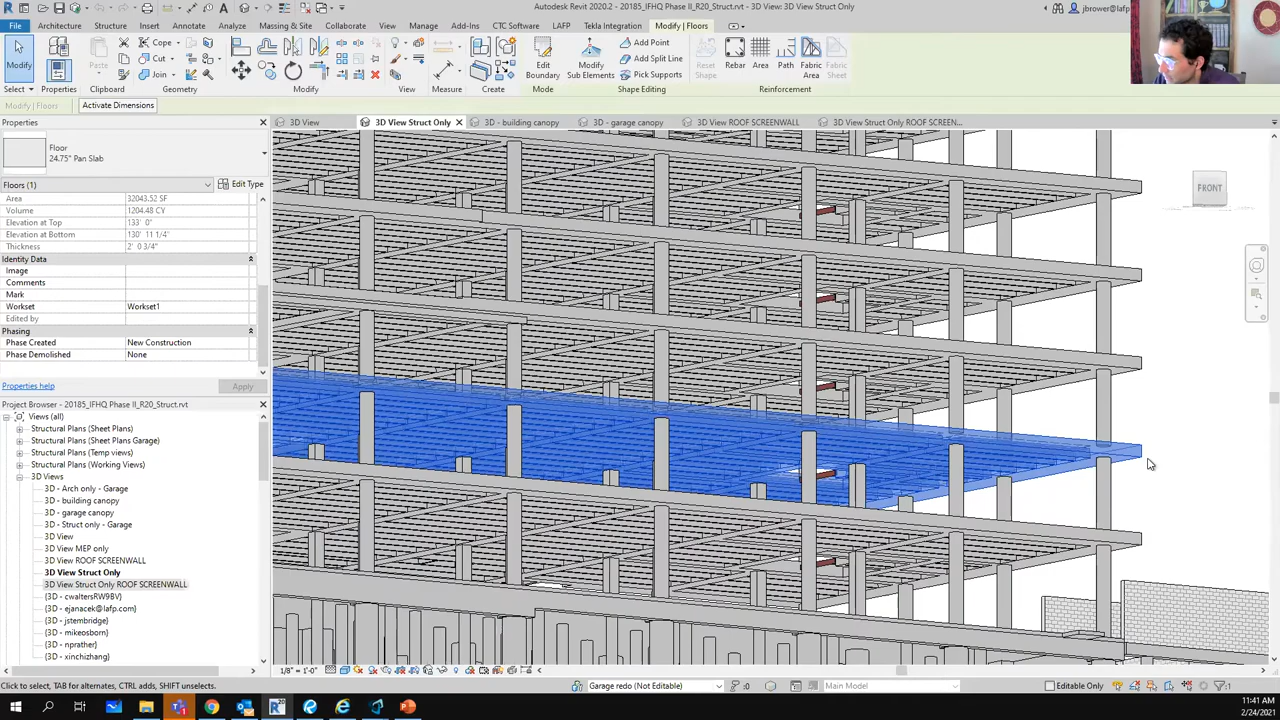 Autodesk Revit 2020.2 - 20185_IFHQ Phase II_R20_Struct.rvt - 3D View: 3D View Struct Only
jbrower@lafp...
File Architecture Structure Insert Annotate Analyze Massing & Site Collaborate View Manage Add-Ins CTC Software LAFP Tekla Integration Modify | Floors
Modify
Paste
Cope
Cut
Join
Edit Boundary
Modify Sub Elements
Add Point
Add Split Line
Pick Supports
Reset Shape
Rebar Area Path Fabric Area Fabric Sheet
Select Properties Clipboard Geometry Modify View Measure Create Mode Shape Editing Reinforcement
Modify | Floors Activate Dimensions
Properties
3D View
3D View Struct Only
3D - building canopy
3D - garage canopy
3D View ROOF SCREENWALL
3D View Struct Only ROOF SCREEN...
Floor
24.75" Pan Slab
Floors (1) Edit Type
Area 32043.52 SF
Volume 1204.48 CY
Elevation at Top 133' 0"
Elevation at Bottom 130' 11 1/4"
Thickness 2' 0 3/4"
Identity Data
Image
Comments
Mark
Workset Workset1
Edited by
Phasing
Phase Created New Construction
Phase Demolished None
Properties help Apply
FRONT
Project Browser - 20185_IFHQ Phase II_R20_Struct.rvt
Views (all)
Structural Plans (Sheet Plans)
Structural Plans (Sheet Plans Garage)
Structural Plans (Temp views)
Structural Plans (Working Views)
3D Views
3D - Arch only - Garage
3D - building canopy
3D - garage canopy
3D - Struct only - Garage
3D View
3D View MEP only
3D View ROOF SCREENWALL
3D View Struct Only
3D View Struct Only ROOF SCREENWALL
{3D - cwaltersRW9BV}
{3D - ejanacek@lafp.com}
{3D - jstembridge}
{3D - mikeosborn}
{3D - nprather}
{3D - xinchizhang}
1/8" = 1'-0"
Click to select, TAB for alternates, CTRL adds, SHIFT unselects.
Garage redo (Not Editable)
:0
Main Model
Editable Only
:1
11:41 AM
2/24/2021